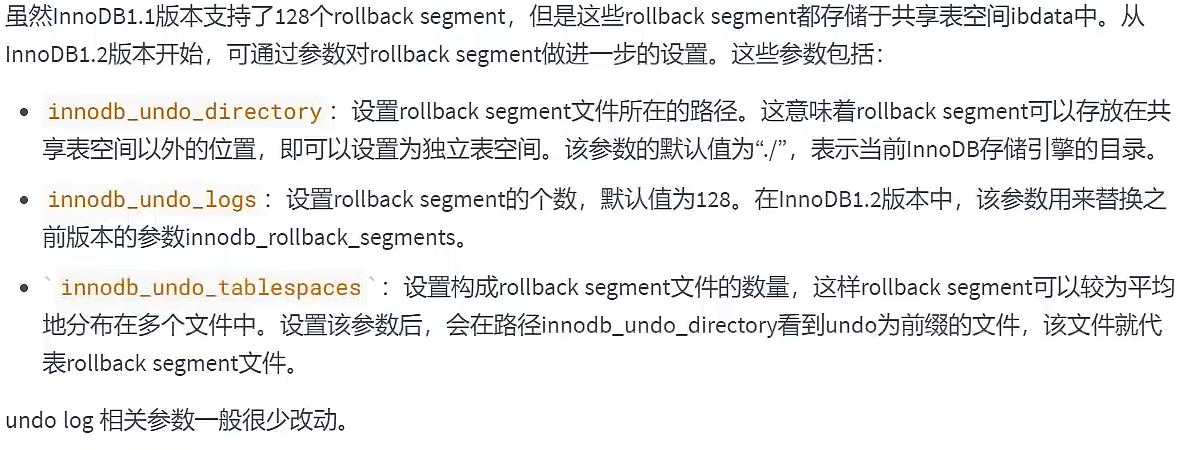 虽然InnoDB1.1版本支持了128个rollback segment，但是这些rollback segment都存储于共享表空间ibdata中。从
InnoDB1.2版本开始，可通过参数对rollback segment做进一步的设置。这些参数包括：
• innodb_undo_directory：设置rollback segment文件所在的路径。这意味着rollback segment可以存放在共
享表空间以外的位置，即可以设置为独立表空间。该参数的默认值为“./”，表示当前InnoDB存储引擎的目录。
• innodb_undo_logs：设置rollback segment的个数，默认值为128。在InnoDB1.2版本中，该参数用来替换之
前版本的参数innodb_rollback_segments。
• `innodb_undo_tablespaces`：设置构成rollback segment文件的数量，这样rollback segment可以较为平均
地分布在多个文件中。设置该参数后，会在路径innodb_undo_directory看到undo为前缀的文件，该文件就代
表rollback segment文件。
undo log 相关参数一般很少改动。